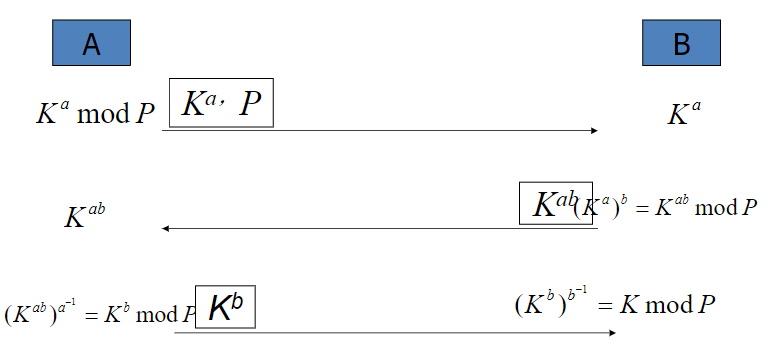 A B
K^a mod P K^a， P K^a
K^{ab} K^{ab} (K^a)^b = K^{ab} mod P
(K^{ab})^{a^{-1}} = K^b mod P K^b (K^b)^{b^{-1}} = K mod P